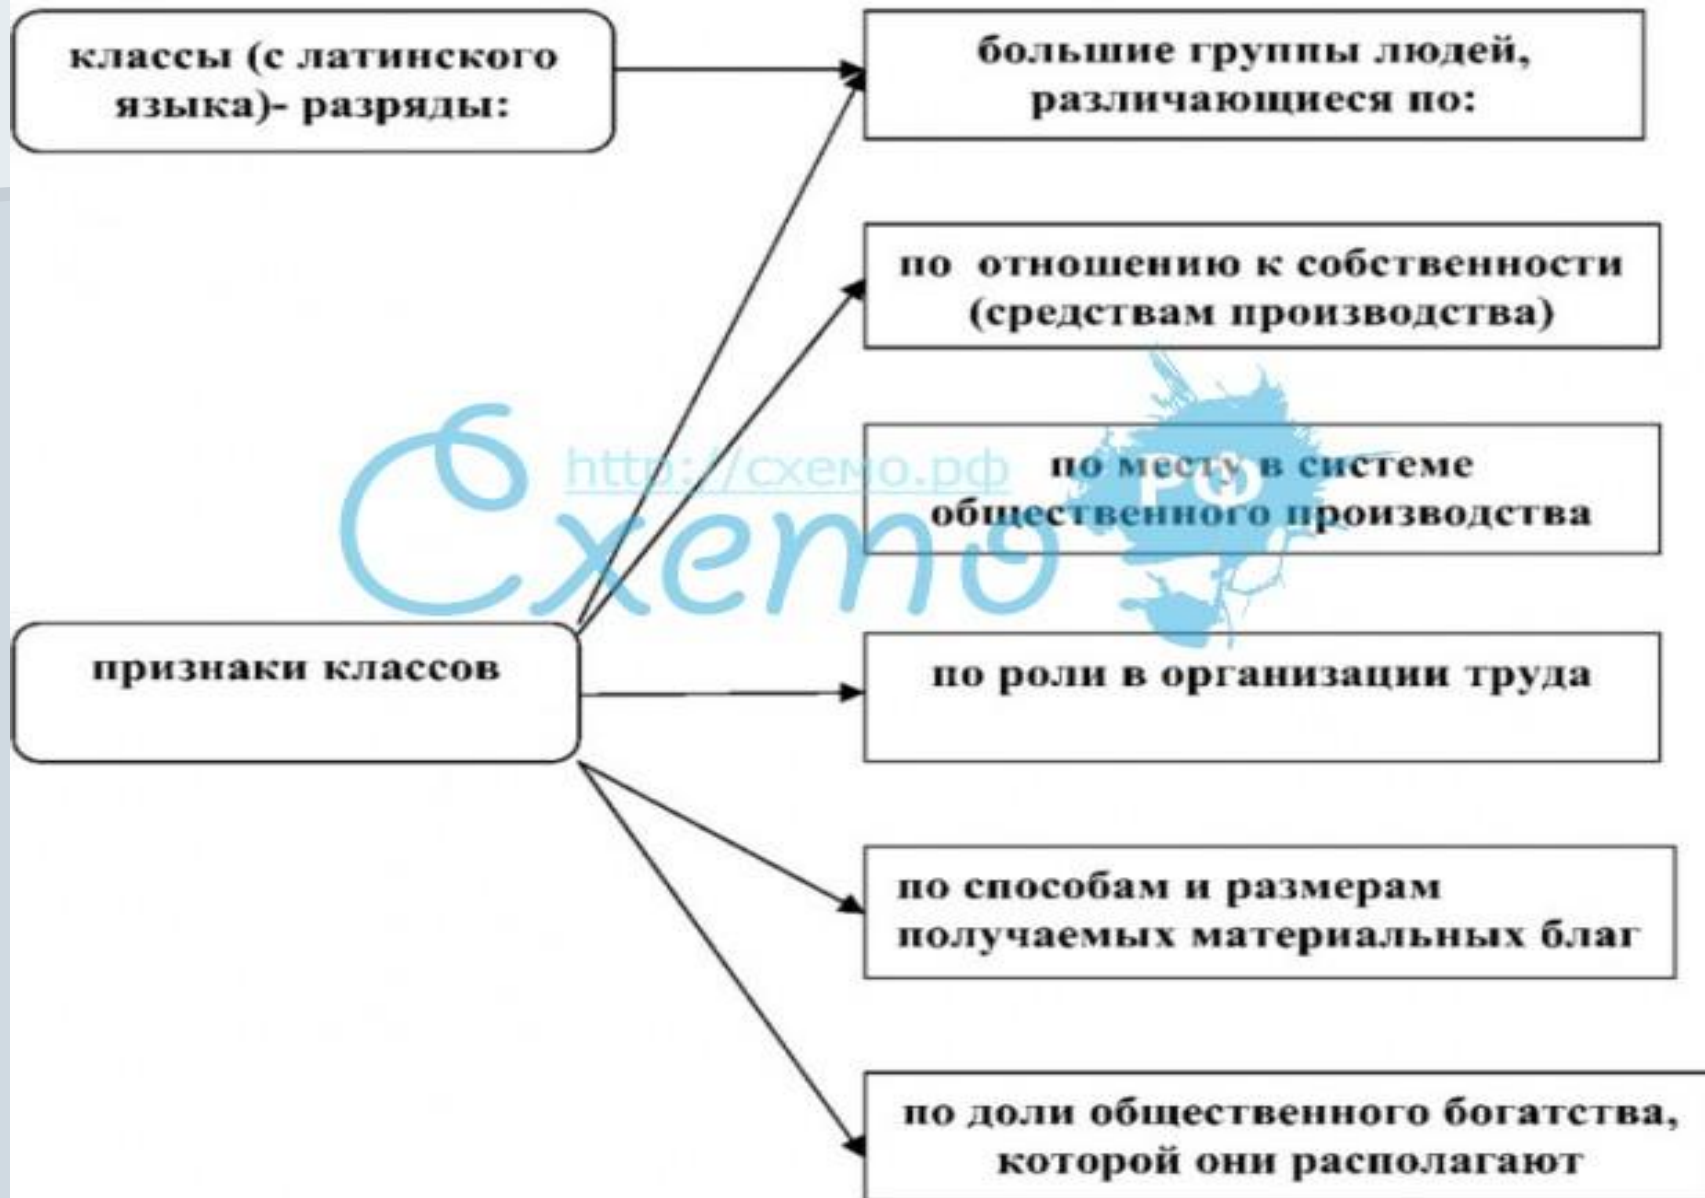 классы (с латинского
языка)- разряды:
большие группы людей,
различающиеся по:
по отношению к собственности
(средствам производства)
http://схемо.рф
по месту в системе
общественного производства
Схемо РФ
признаки классов
по роли в организации труда
по способам и размерам
получаемых материальных благ
по доли общественного богатства,
которой они располагают